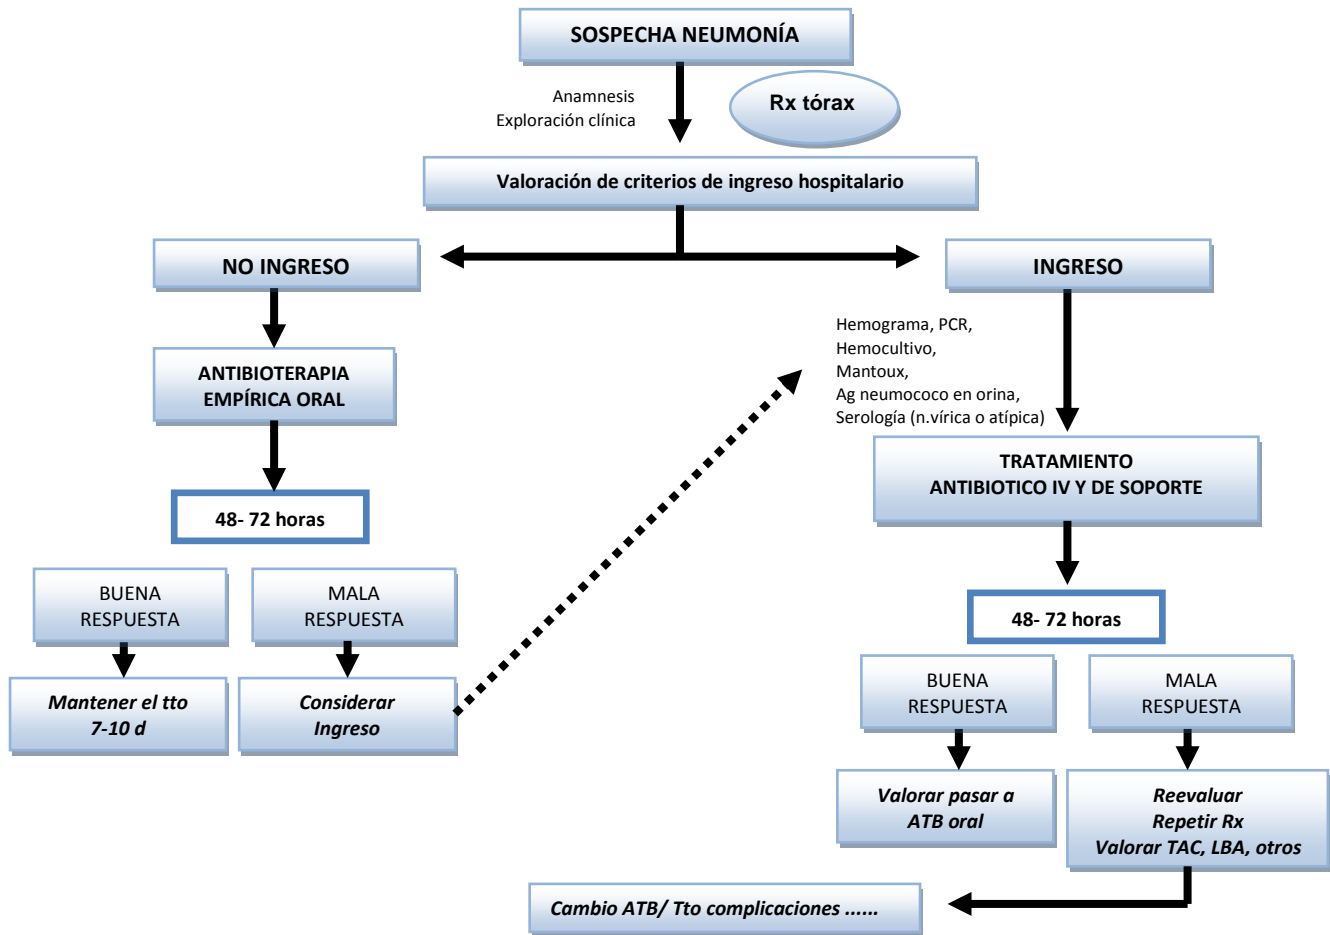 SOSPECHA NEUMONÍA
Anamnesis
Exploración clínica
Rx tórax
Valoración de criterios de ingreso hospitalario
NO INGRESO
INGRESO
ANTIBIOTERAPIA
EMPÍRICA ORAL
Hemograma, PCR,
Hemocultivo,
Mantoux,
Ag neumococo en orina,
Serología (n.vírica o atípica)
TRATAMIENTO
ANTIBIOTICO IV Y DE SOPORTE
48- 72 horas
BUENA
RESPUESTA
MALA
RESPUESTA
Mantener el tto
7-10 d
Considerar
Ingreso
48- 72 horas
BUENA
RESPUESTA
MALA
RESPUESTA
Valorar pasar a
ATB oral
Reevaluar
Repetir Rx
Valorar TAC, LBA, otros
Cambio ATB/ Tto complicaciones ......